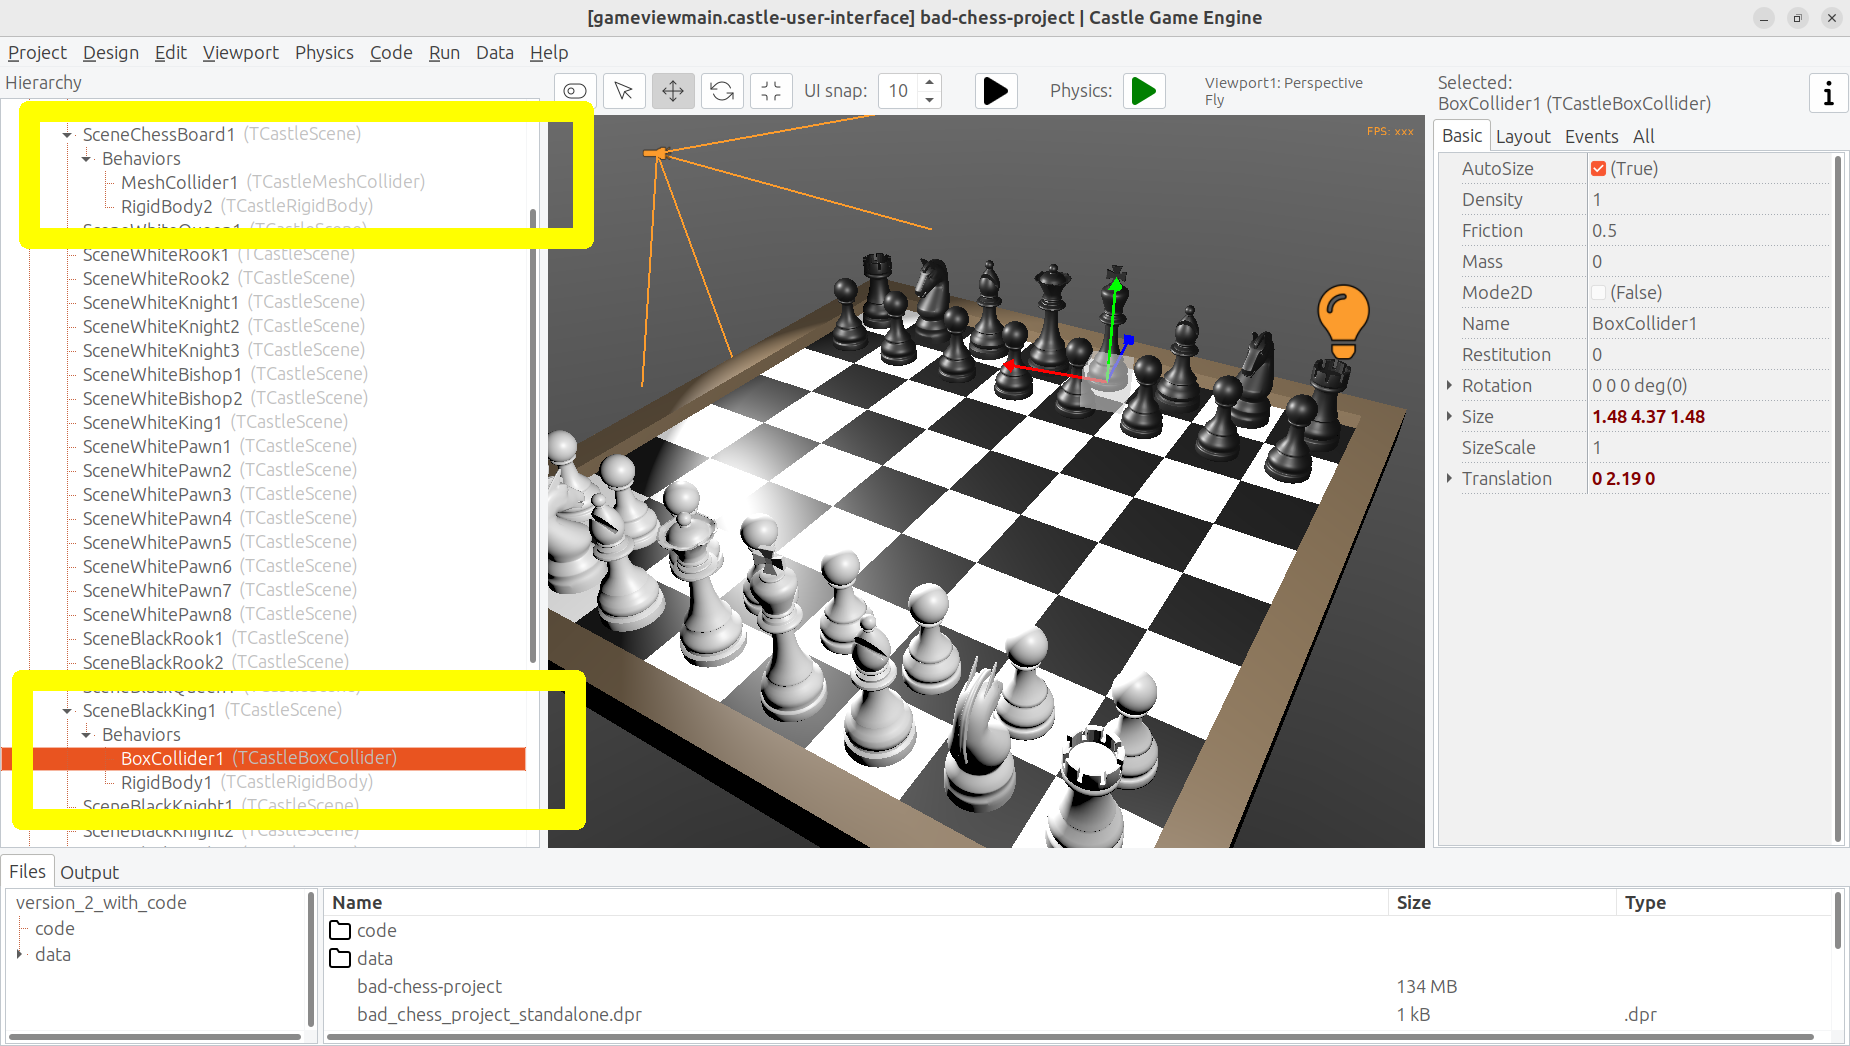 [gameviewmain.castle-user-interface] bad-chess-project | Castle Game Engine
Project Design Edit Viewport Physics Code Run Data Help
Hierarchy
UI snap: 10
Physics:
Viewport1: Perspective
Fly
Selected:
BoxCollider1 (TCastleBoxCollider)
i
SceneChessBoard1 (TCastleScene)
Behaviors
MeshCollider1 (TCastleMeshCollider)
RigidBody2 (TCastleRigidBody)
SceneWhiteQueen1 (TCastleScene)
SceneWhiteRook1 (TCastleScene)
SceneWhiteRook2 (TCastleScene)
SceneWhiteKnight1 (TCastleScene)
SceneWhiteKnight2 (TCastleScene)
SceneWhiteKnight3 (TCastleScene)
SceneWhiteBishop1 (TCastleScene)
SceneWhiteBishop2 (TCastleScene)
SceneWhiteKing1 (TCastleScene)
SceneWhitePawn1 (TCastleScene)
SceneWhitePawn2 (TCastleScene)
SceneWhitePawn3 (TCastleScene)
SceneWhitePawn4 (TCastleScene)
SceneWhitePawn5 (TCastleScene)
SceneWhitePawn6 (TCastleScene)
SceneWhitePawn7 (TCastleScene)
SceneWhitePawn8 (TCastleScene)
SceneBlackRook1 (TCastleScene)
SceneBlackRook2 (TCastleScene)
SceneBlackQueen1 (TCastleScene)
SceneBlackKing1 (TCastleScene)
Behaviors
BoxCollider1 (TCastleBoxCollider)
RigidBody1 (TCastleRigidBody)
SceneBlackKnight1 (TCastleScene)
SceneBlackKnight2 (TCastleScene)
FPS: xxx
Basic Layout Events All
AutoSize (True)
Density 1
Friction 0.5
Mass 0
Mode2D (False)
Name BoxCollider1
Restitution 0
Rotation 0 0 0 deg(0)
Size 1.48 4.37 1.48
SizeScale 1
Translation 0 2.19 0
Files Output
version_2_with_code
code
data
Name Size Type
code
data
bad-chess-project 134 MB
bad_chess_project_standalone.dpr 1 kB .dpr